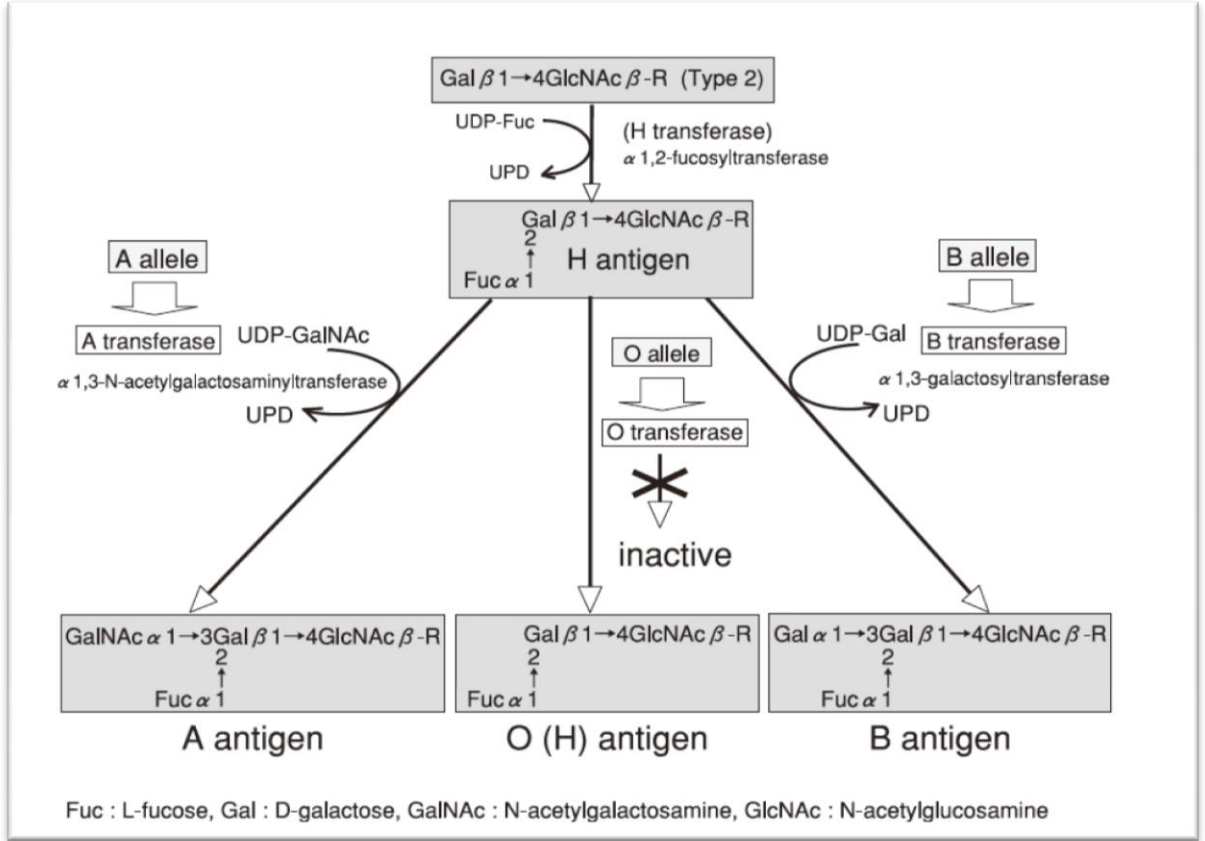 Gal β 1→4GlcNAc β -R (Type 2)
UDP-Fuc
(H transferase)
α 1,2-fucosyltransferase
UPD
Gal β 1→4GlcNAc β -R
2
↑
H antigen
Fuc α 1
A allele
B allele
A transferase
UDP-GalNAc
α 1,3-N-acetylgalactosaminyltransferase
UPD
O allele
O transferase
inactive
UDP-Gal
B transferase
α 1,3-galactosyltransferase
UPD
GalNAc α 1→3Gal β 1→4GlcNAc β -R
2
↑
Fuc α 1
A antigen
Gal β 1→4GlcNAc β -R
2
↑
Fuc α 1
O (H) antigen
Gal α 1→3Gal β 1→4GlcNAc β -R
2
↑
Fuc α 1
B antigen
Fuc : L-fucose, Gal : D-galactose, GalNAc : N-acetylgalactosamine, GlcNAc : N-acetylglucosamine